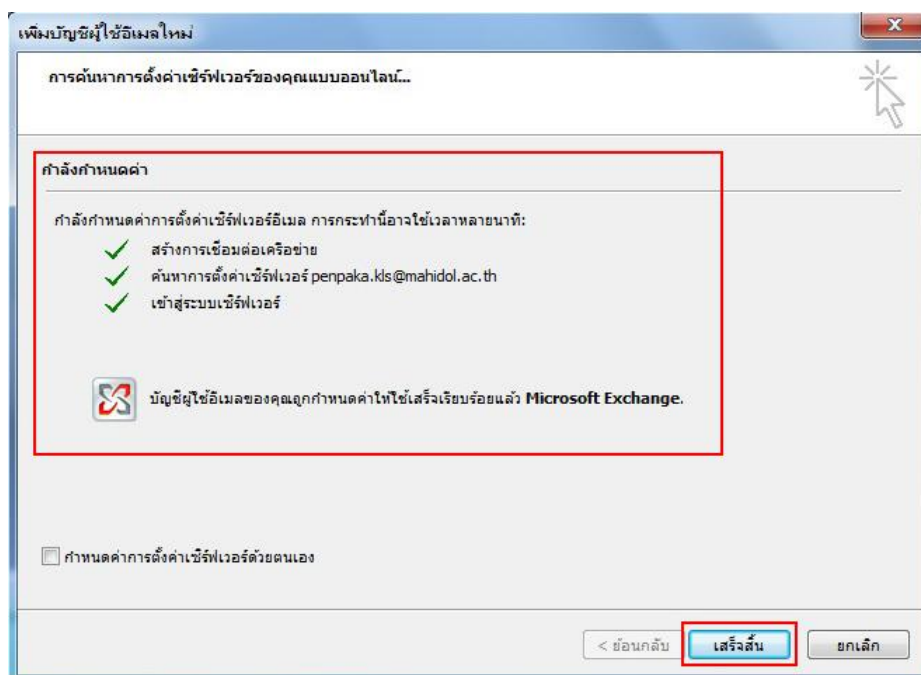 เพิ่มบัญชีผู้ใช้อีเมลใหม่
การค้นหาการตั้งค่าเซิร์ฟเวอร์ของคุณแบบออนไลน์...
กำลังกำหนดค่า
กำลังกำหนดค่าการตั้งค่าเซิร์ฟเวอร์อีเมล การกระทำนี้อาจใช้เวลาหลายนาที:
สร้างการเชื่อมต่อเครือข่าย
ค้นหาการตั้งค่าเซิร์ฟเวอร์ penpaka.kls@mahidol.ac.th
เข้าสู่ระบบเซิร์ฟเวอร์
บัญชีผู้ใช้อีเมลของคุณถูกกำหนดค่าให้ใช้เสร็จเรียบร้อยแล้ว Microsoft Exchange.
กำหนดค่าการตั้งค่าเซิร์ฟเวอร์ด้วยตนเอง
< ย้อนกลับ เสร็จสิ้น ยกเลิก